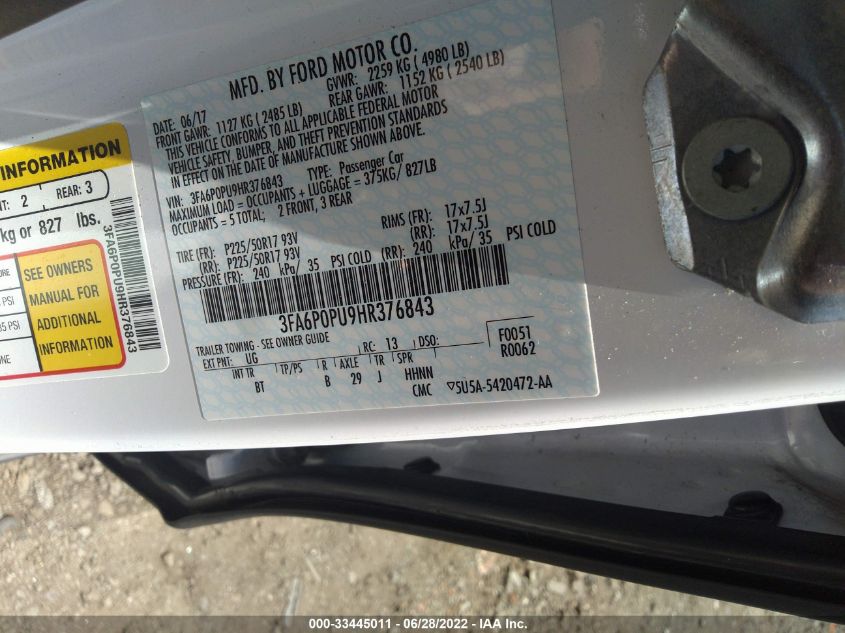 MFD. BY FORD MOTOR CO.
DATE: 06/17
GVWR: 2259 KG ( 4980 LB)
FRONT GAWR: 1127 KG ( 2485 LB)
REAR GAWR: 1152 KG ( 2540 LB)
THIS VEHICLE CONFORMS TO ALL APPLICABLE FEDERAL MOTOR
VEHICLE SAFETY, BUMPER, AND THEFT PREVENTION STANDARDS
IN EFFECT ON THE DATE OF MANUFACTURE SHOWN ABOVE.
VIN: 3FA6P0PU9HR376843 TYPE: Passenger Car
MAXIMUM LOAD = OCCUPANTS + LUGGAGE = 375KG/ 827LB
OCCUPANTS = 5 TOTAL; 2 FRONT, 3 REAR
TIRE (FR): P225/50R17 93V RIMS (FR): 17x7.5J
(RR): P225/50R17 93V (RR): 17x7.5J
PRESSURE (FR): 240 kPa/ 35 PSI COLD (RR): 240 kPa/ 35 PSI COLD
3FA6P0PU9HR376843
TRAILER TOWING - SEE OWNER GUIDE
EXT PNT: UG RC: 13 DSO: F0051
R0062
INT TR TP/PS R AXLE TR SPR
BT B 29 J HHNN
CMC 5U5A-5420472-AA
INFORMATION
NT: 2 REAR: 3
kg or 827 lbs.
SEE OWNERS
MANUAL FOR
ADDITIONAL
INFORMATION
PSI
35 PSI
3FA6P0PU9HR376843
000-33445011 - 06/28/2022 - IAA Inc.